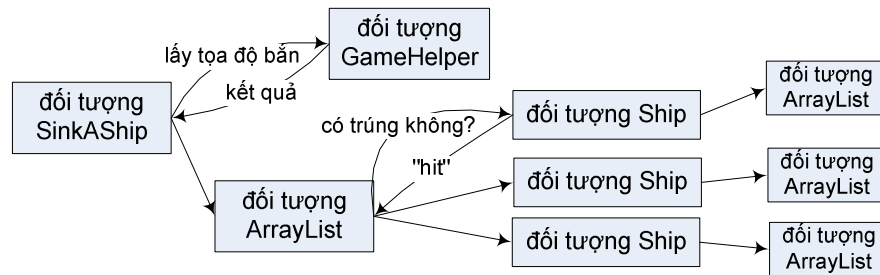 đối tượng
GameHelper
lấy tọa độ bắn
kết quả
đối tượng
SinkAShip
có trúng không?
"hit"
đối tượng
ArrayList
đối tượng Ship
đối tượng
ArrayList
đối tượng Ship
đối tượng
ArrayList
đối tượng Ship
đối tượng
ArrayList